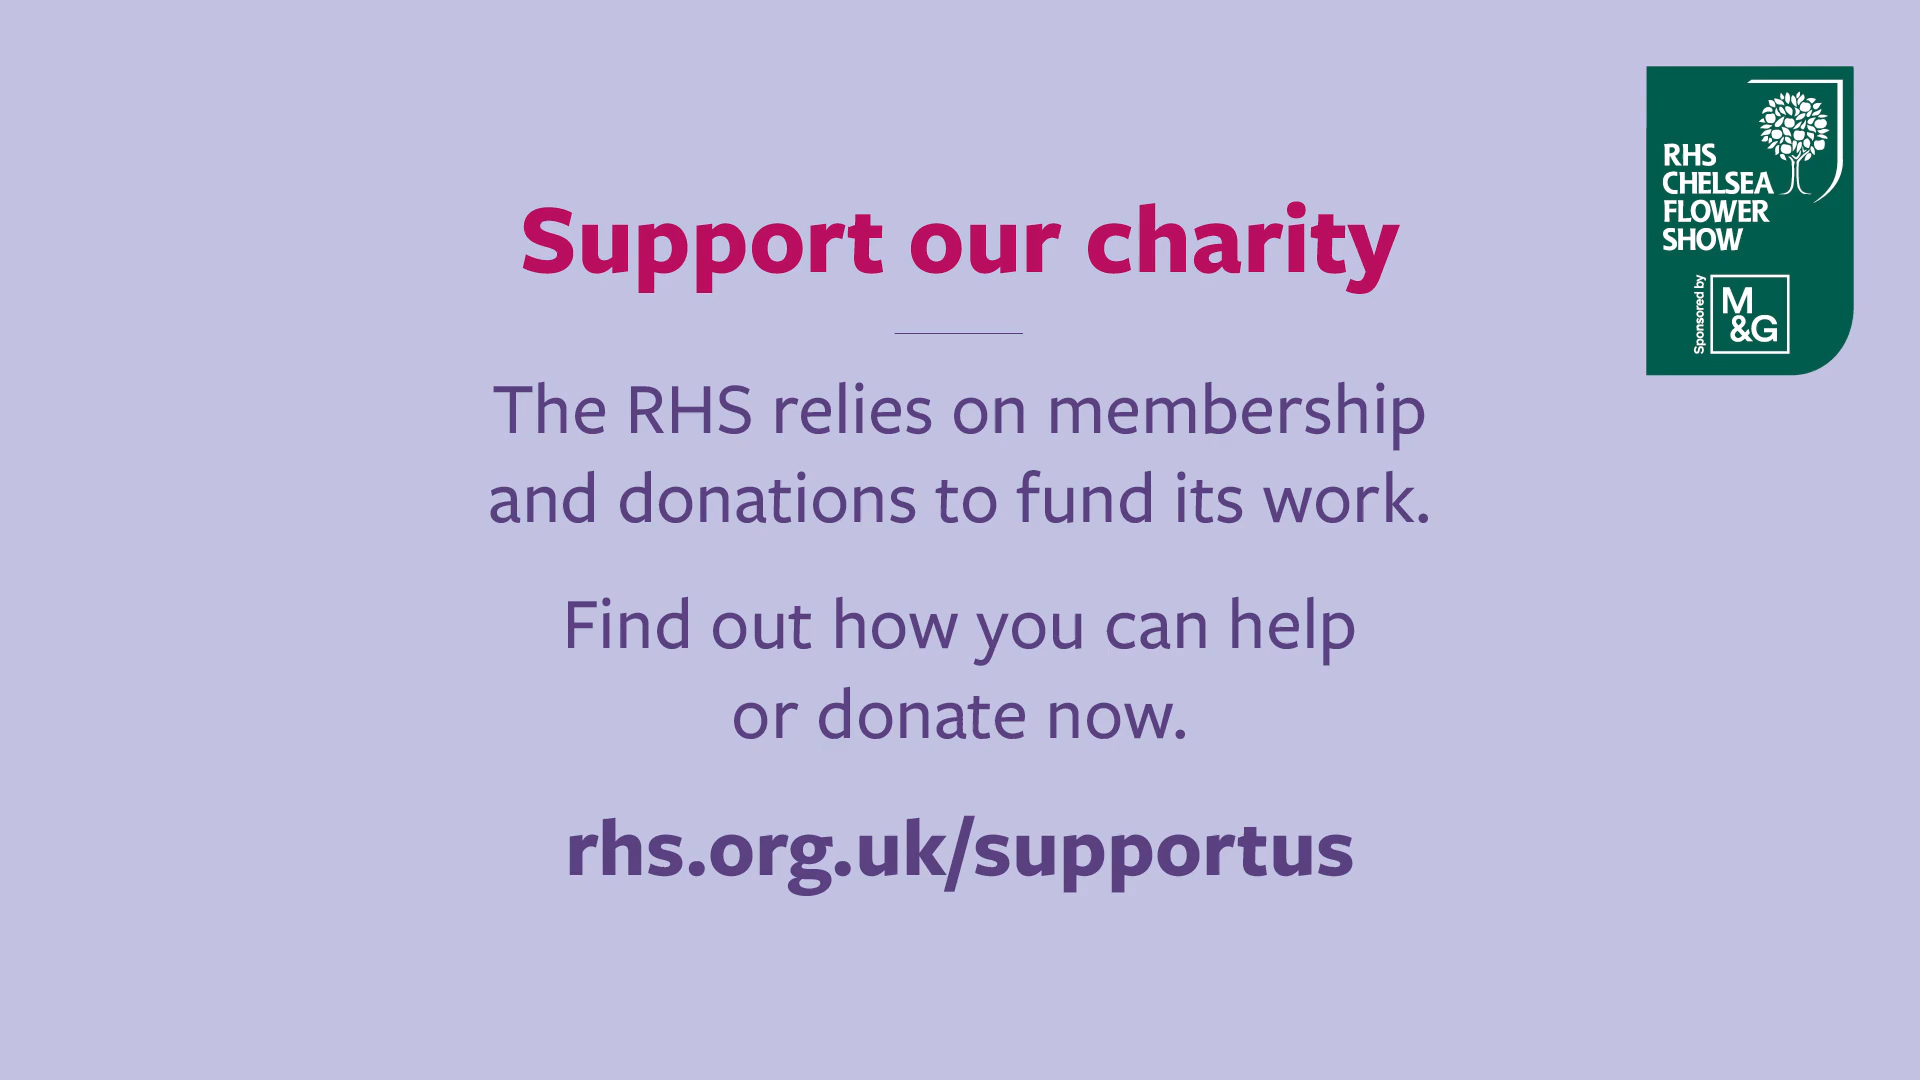 Support our charity
The RHS relies on membership
and donations to fund its work.
Find out how you can help
or donate now.
rhs.org.uk/supportus
RHS
CHELSEA
FLOWER
SHOW
Sponsored by
M
&G